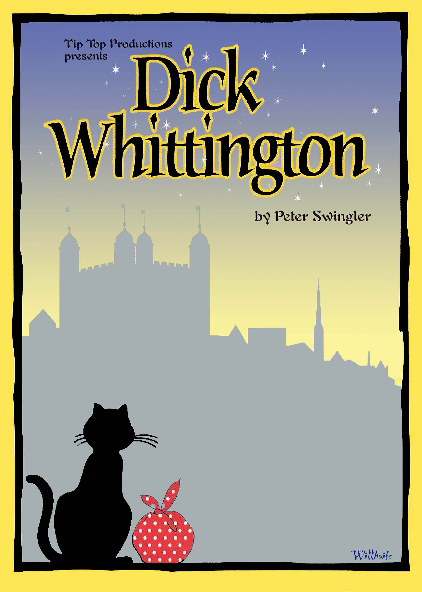 Tip Top Productions
presents
Dick
Whittington
by Peter Swingler